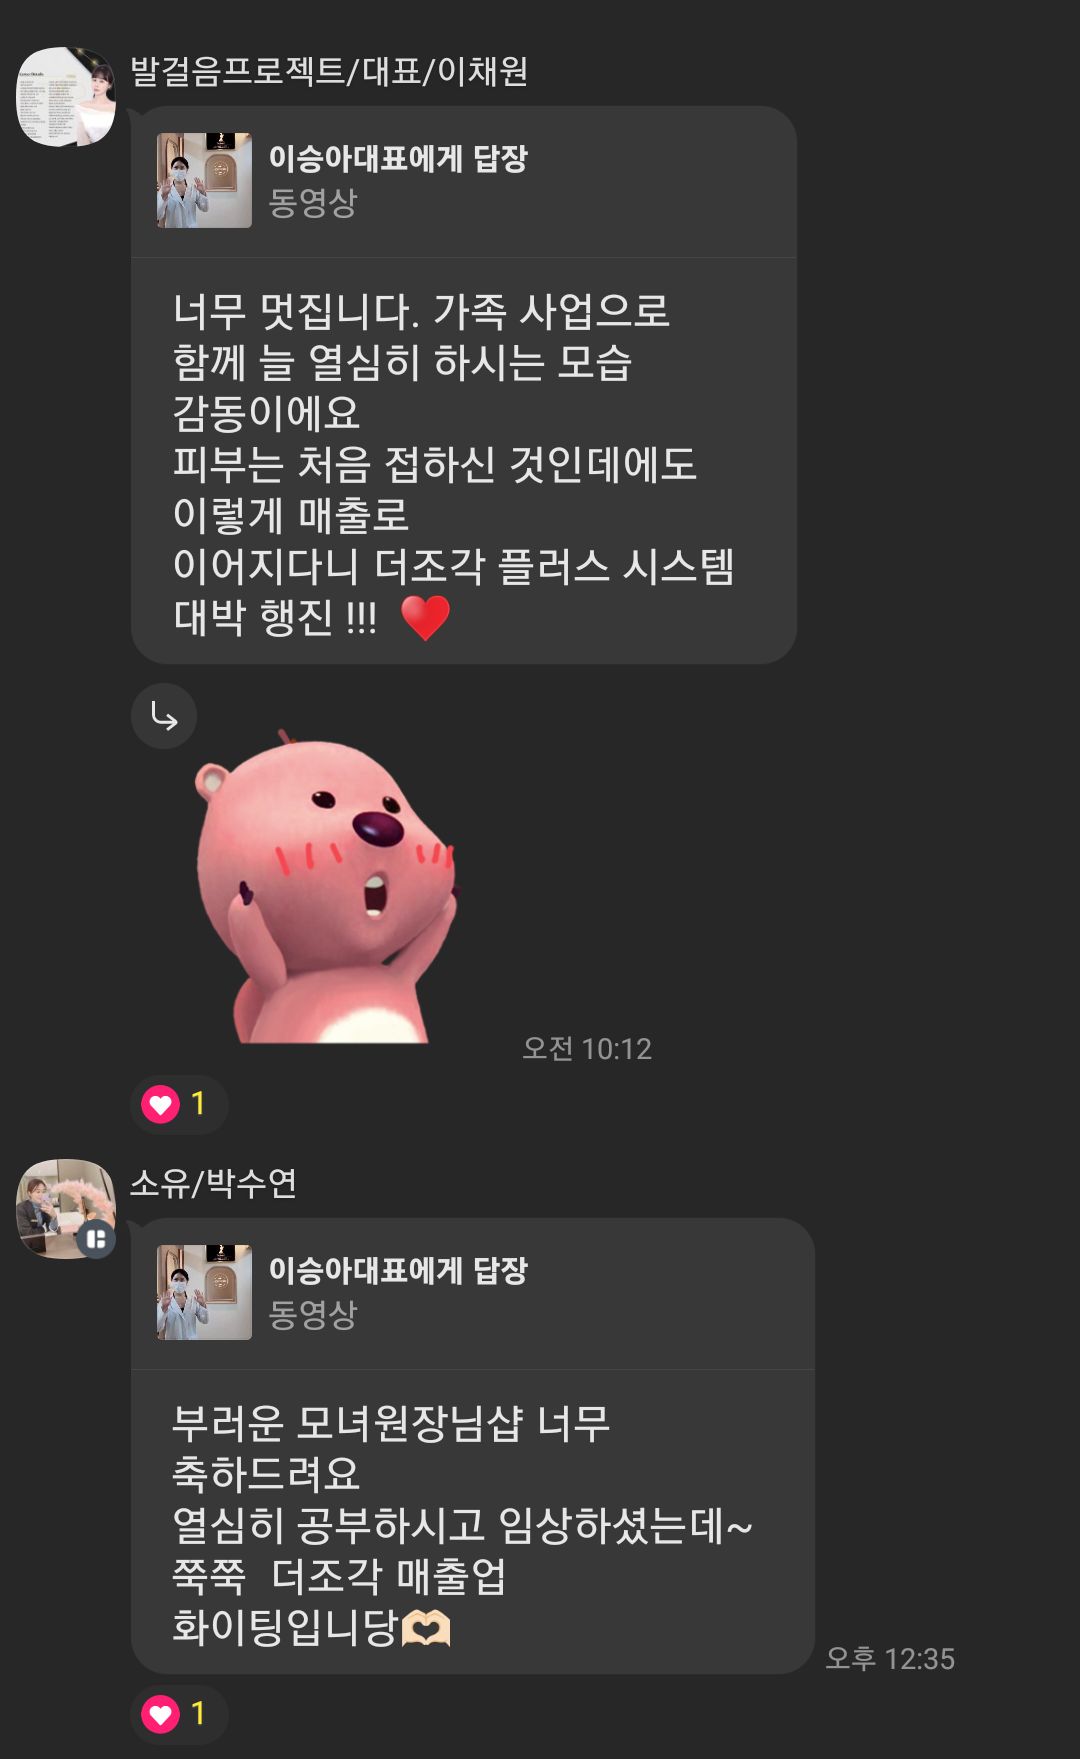 발걸음프로젝트/대표/이채원
이승아대표에게 답장
동영상
너무 멋집니다. 가족 사업으로
함께 늘 열심히 하시는 모습
감동이에요
피부는 처음 접하신 것인데에도
이렇게 매출로
이어지다니 더조각 플러스 시스템
대박 행진 !!! ♥️
오전 10:12
1
소유/박수연
이승아대표에게 답장
동영상
부러운 모녀원장님샵 너무
축하드려요
열심히 공부하시고 임상하셨는데~
쭉쭉  더조각 매출업
화이팅입니당🫶🏻
오후 12:35
1